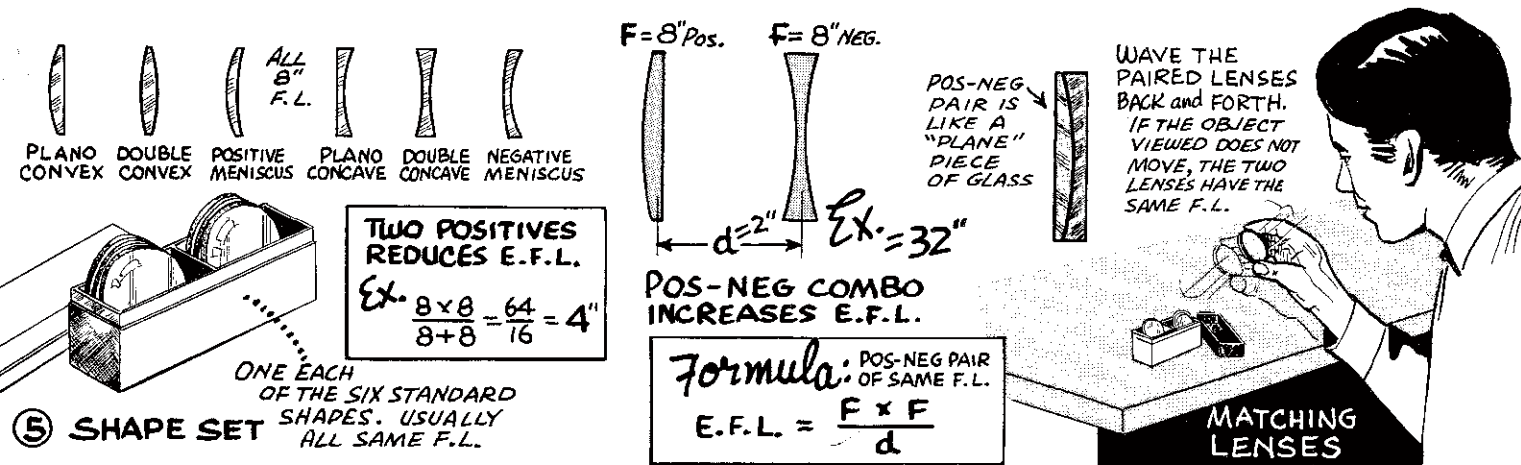 ALL
8"
F.L.
PLANO
CONVEX
DOUBLE
CONVEX
POSITIVE
MENISCUS
PLANO
CONCAVE
DOUBLE
CONCAVE
NEGATIVE
MENISCUS
TWO POSITIVES
REDUCES E.F.L.
Ex. 8 x 8 / 8 + 8 = 64 / 16 = 4"
ONE EACH
OF THE SIX STANDARD
SHAPES. USUALLY
ALL SAME F.L.
⑤ SHAPE SET
F = 8" POS.
F = 8" NEG.
d = 2"
Ex. = 32"
POS-NEG COMBO
INCREASES E.F.L.
Formula: POS-NEG PAIR
OF SAME F.L.
E.F.L. = F x F / d
POS-NEG
PAIR IS
LIKE A
"PLANE"
PIECE
OF GLASS
WAVE THE
PAIRED LENSES
BACK and FORTH.
IF THE OBJECT
VIEWED DOES NOT
MOVE, THE TWO
LENSES HAVE THE
SAME F.L.
MATCHING
LENSES